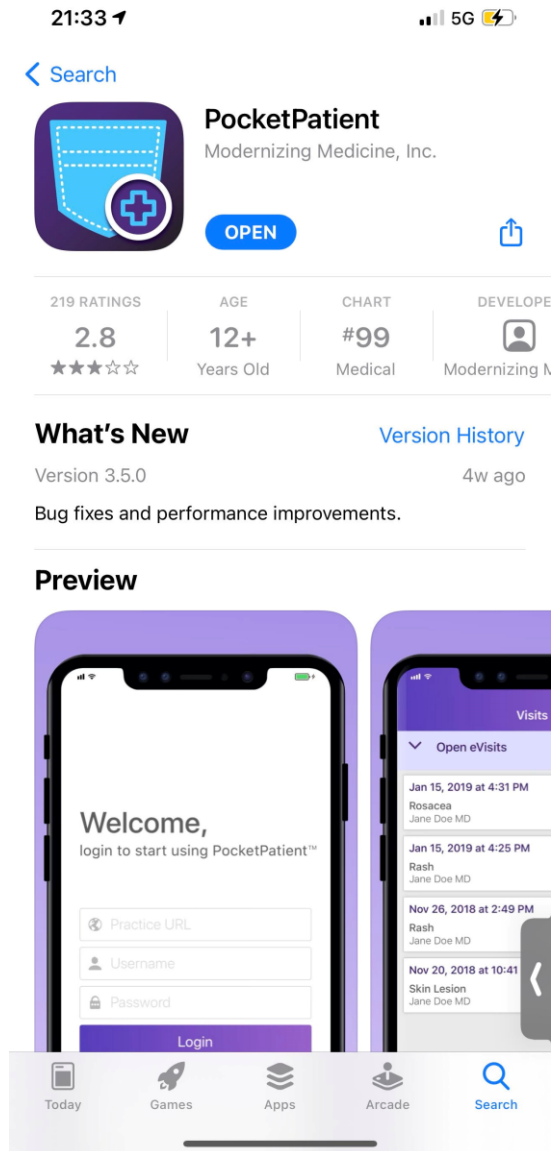 21:33
5G
Search
PocketPatient
Modernizing Medicine, Inc.
OPEN
219 RATINGS
AGE
CHART
DEVELOPE
2.8
12+
#99
Years Old
Medical
Modernizing M
What's New
Version History
Version 3.5.0
4w ago
Bug fixes and performance improvements.
Preview
Welcome,
login to start using PocketPatient™
Practice URL
Username
Password
Login
Visits
Open eVisits
Jan 15, 2019 at 4:31 PM
Rosacea
Jane Doe MD
Jan 15, 2019 at 4:25 PM
Rash
Jane Doe MD
Nov 26, 2018 at 2:49 PM
Rash
Jane Doe MD
Nov 20, 2018 at 10:41
Skin Lesion
Jane Doe MD
Today
Games
Apps
Arcade
Search